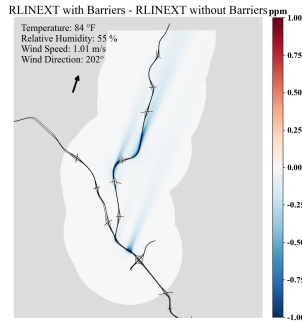 RLINEXT with Barriers - RLINEXT without Barriers
ppm
Temperature: 84 °F
Relative Humidity: 55 %
Wind Speed: 1.01 m/s
Wind Direction: 202°
1.00
0.75
0.50
0.25
0.00
-0.25
-0.50
-0.75
-1.00